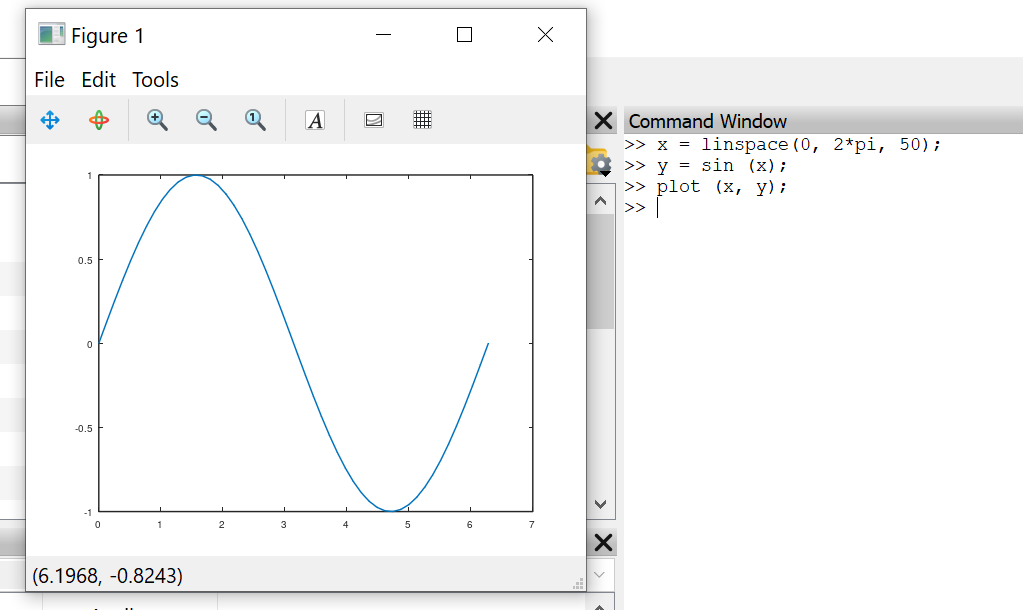 Figure 1
File Edit Tools
A
1
0.5
0
-0.5
-1
0 1 2 3 4 5 6 7
(6.1968, -0.8243)
Command Window
>> x = linspace(0, 2*pi, 50);
>> y = sin (x);
>> plot (x, y);
>>